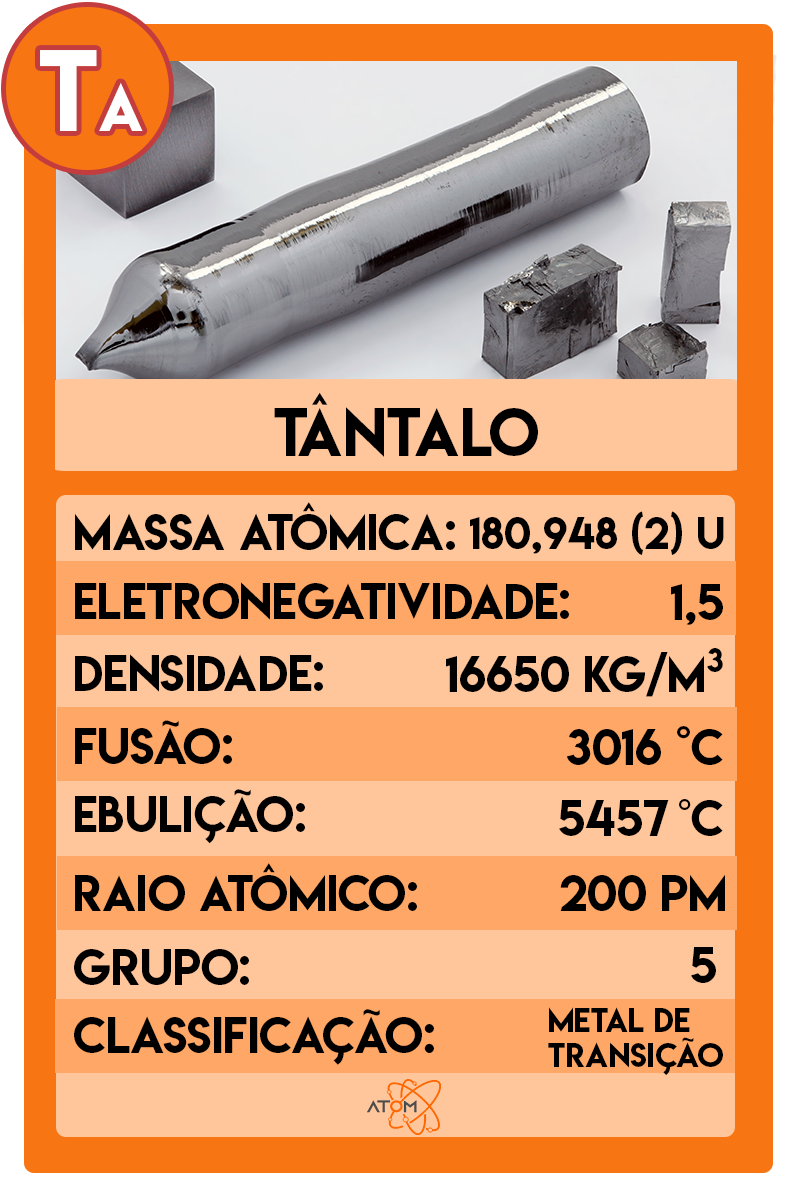 TA
TÂNTALO
MASSA ATÔMICA: 180,948 (2) U
ELETRONEGATIVIDADE: 1,5
DENSIDADE: 16650 KG/M³
FUSÃO: 3016 °C
EBULIÇÃO: 5457 °C
RAIO ATÔMICO: 200 PM
GRUPO: 5
CLASSIFICAÇÃO: METAL DE
TRANSIÇÃO
ATOM